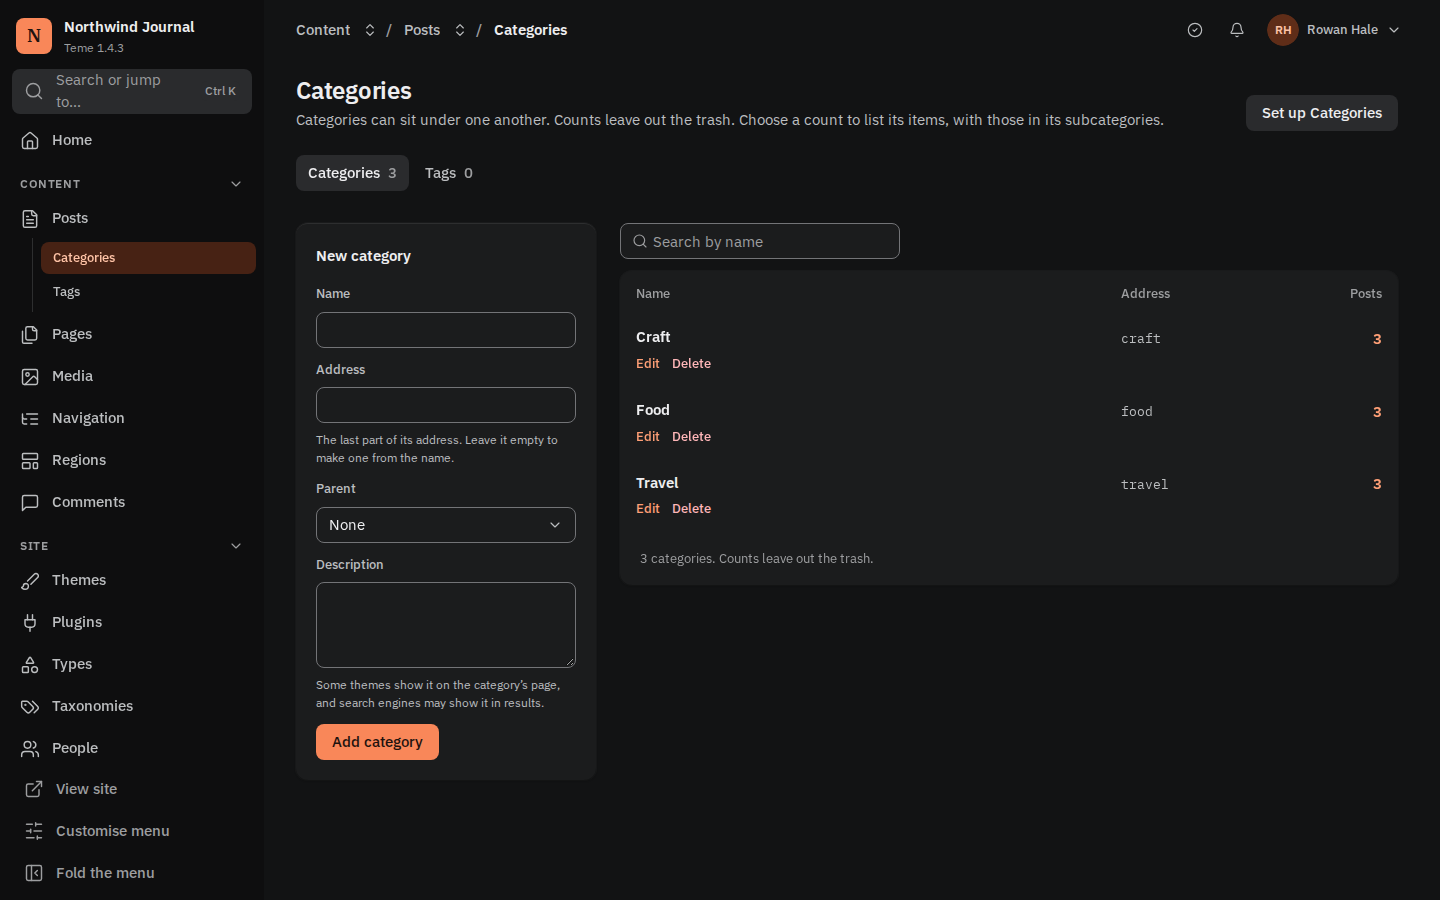 N
Northwind Journal
Teme 1.4.3
Search or jump
to...
Ctrl K
Home
CONTENT
Posts
Categories
Tags
Pages
Media
Navigation
Regions
Comments
SITE
Themes
Plugins
Types
Taxonomies
People
View site
Customise menu
Fold the menu
Content / Posts / Categories
RH Rowan Hale
Categories
Categories can sit under one another. Counts leave out the trash. Choose a count to list its items, with those in its subcategories.
Set up Categories
Categories 3 Tags 0
New category
Name
Address
The last part of its address. Leave it empty to
make one from the name.
Parent
None
Description
Some themes show it on the category’s page,
and search engines may show it in results.
Add category
Search by name
Name Address Posts
Craft craft 3
Edit Delete
Food food 3
Edit Delete
Travel travel 3
Edit Delete
3 categories. Counts leave out the trash.